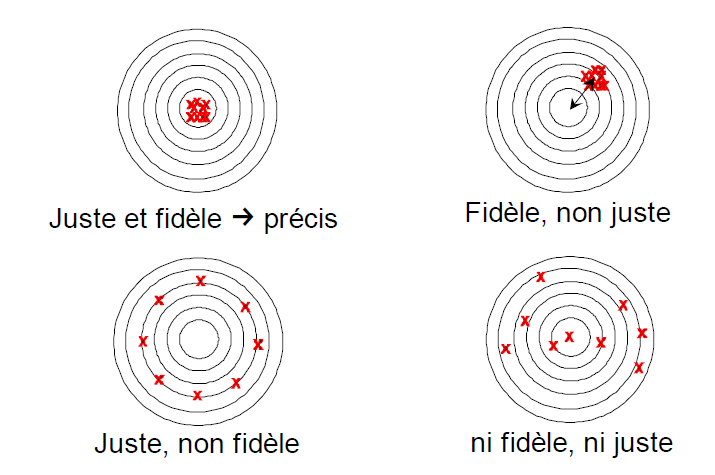 Juste et fidèle → précis
Fidèle, non juste
Juste, non fidèle
ni fidèle, ni juste